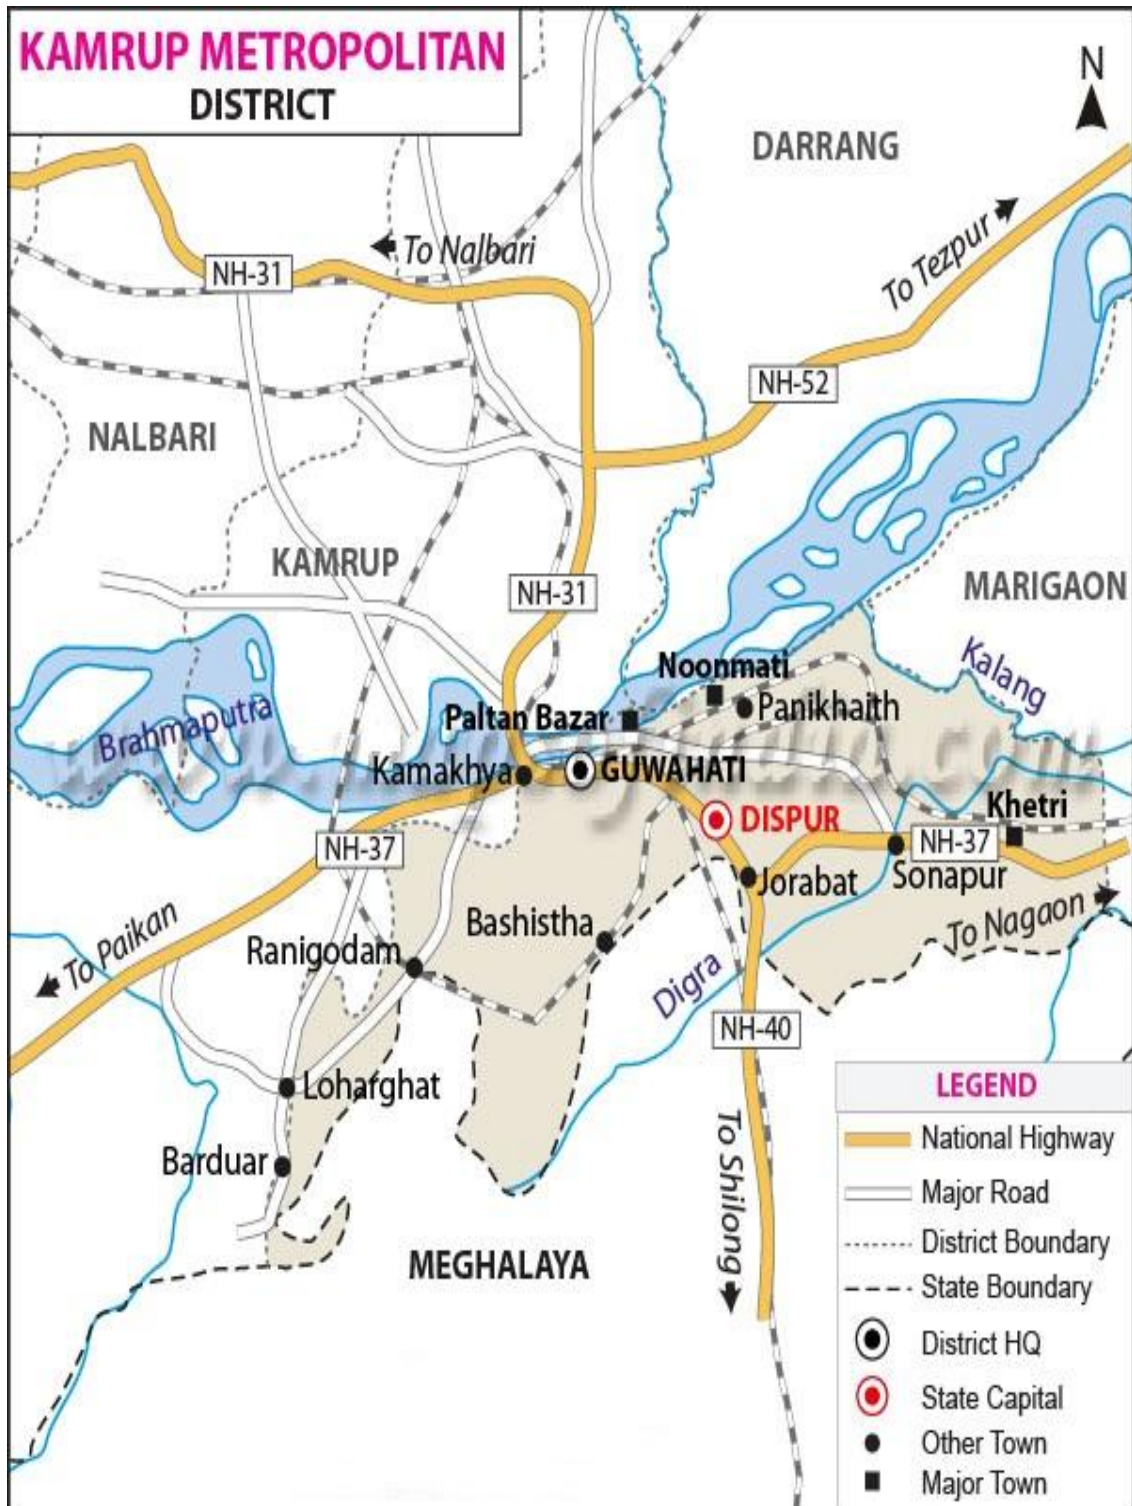 KAMRUP METROPOLITAN
DISTRICT
N
DARRANG
To Nalbari
NH-31
To Tezpur
NH-52
NALBARI
KAMRUP
NH-31
MARIGAON
Kalang
Noonmati
Panikhaith
Paltan Bazar
Brahmaputra
Kamakhya
GUWAHATI
DISPUR
Khetri
NH-37
NH-37
Jorabat
Sonapur
Bashistha
To Nagaon
To Paikan
Ranigodam
Digra
NH-40
Loharghat
Barduar
To Shilong
MEGHALAYA
LEGEND
National Highway
Major Road
District Boundary
State Boundary
District HQ
State Capital
Other Town
Major Town